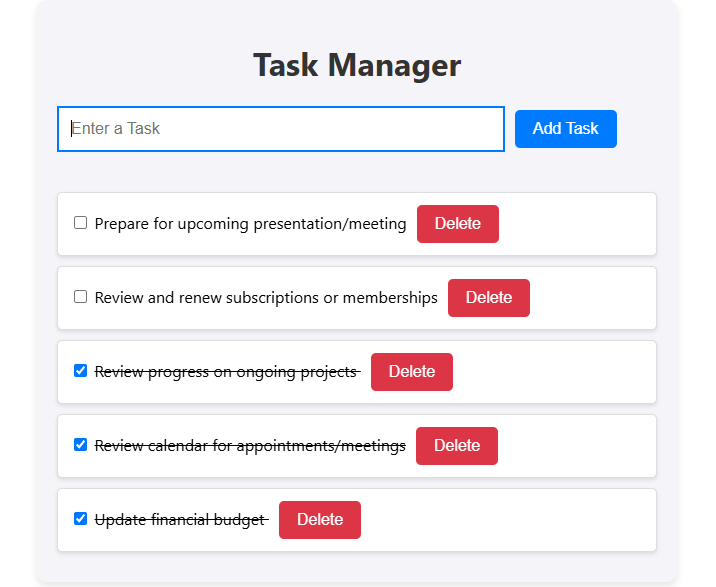 Task Manager
Enter a Task
Add Task
Prepare for upcoming presentation/meeting Delete
Review and renew subscriptions or memberships Delete
Review progress on ongoing projects Delete
Review calendar for appointments/meetings Delete
Update financial budget Delete